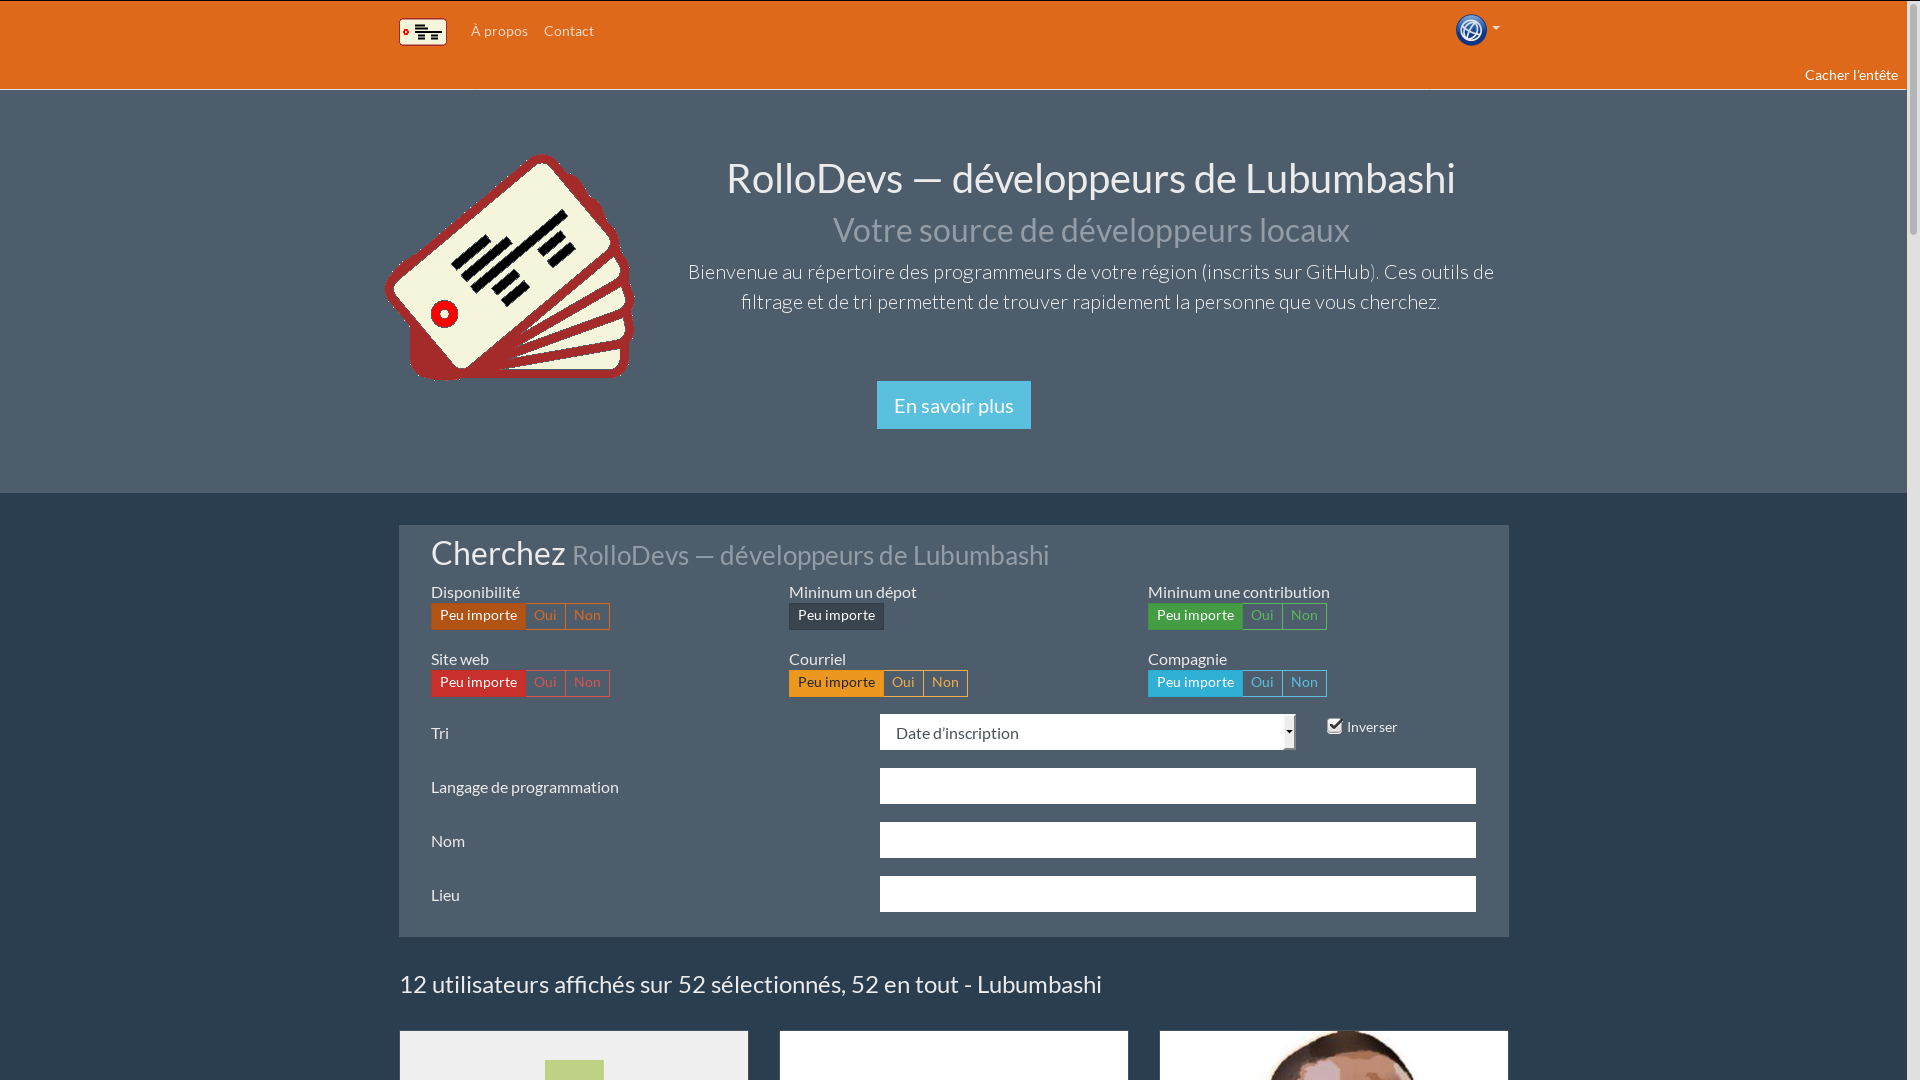 À propos
Contact
Cacher l’entête
RolloDevs — développeurs de Lubumbashi
Votre source de développeurs locaux
Bienvenue au répertoire des programmeurs de votre région (inscrits sur GitHub). Ces outils de
filtrage et de tri permettent de trouver rapidement la personne que vous cherchez.
En savoir plus
Cherchez RolloDevs — développeurs de Lubumbashi
Disponibilité
Peu importe Oui Non
Mininum un dépot
Peu importe
Mininum une contribution
Peu importe Oui Non
Site web
Peu importe Oui Non
Courriel
Peu importe Oui Non
Compagnie
Peu importe Oui Non
Tri
Date d’inscription
Inverser
Langage de programmation
Nom
Lieu
12 utilisateurs affichés sur 52 sélectionnés, 52 en tout - Lubumbashi